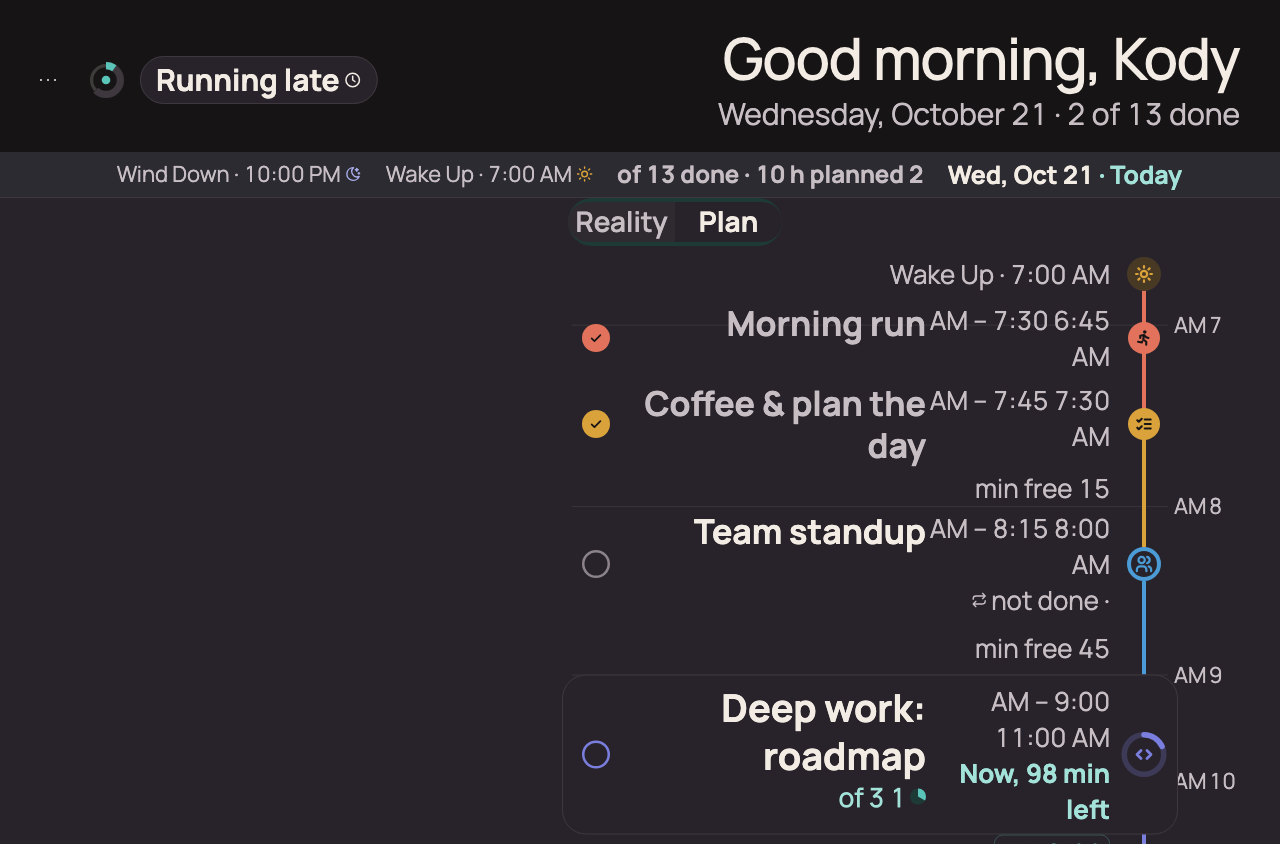 Good morning, Kody
Wednesday, October 21 · 2 of 13 done
Running late
...
Wed, Oct 21 · Today
of 13 done · 10 h planned 2
Wake Up · 7:00 AM
Wind Down · 10:00 PM
Reality
Plan
Wake Up · 7:00 AM
AM 7
Morning run
AM – 7:30 6:45
AM
Coffee & plan the
day
AM – 7:45 7:30
AM
min free 15
AM 8
Team standup
AM – 8:15 8:00
AM
not done ·
min free 45
AM 9
Deep work:
roadmap
of 3 1
AM – 9:00
11:00 AM
Now, 98 min
left
AM 10